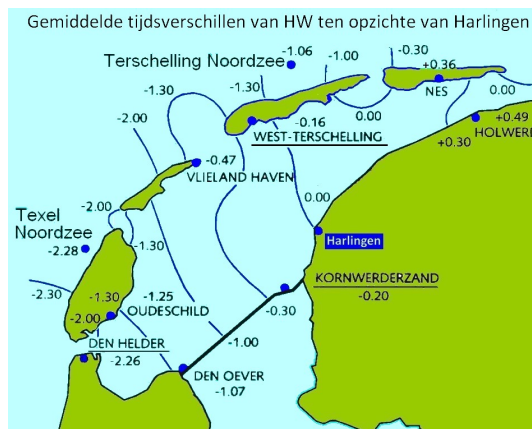 Gemiddelde tijdsverschillen van HW ten opzichte van Harlingen
-0.30
-1.06
-1.00
+0.36
Terschelling Noordzee
-1.30
NES
0.00
-1.30
0.00
-2.00
-0.16
+0.49
WEST-TERSCHELLING
HOLWER
+0.30
-0.47
VLIELAND HAVEN
0.00
-2.00
Texel
Noordzee
-2.28
-1.30
Harlingen
KORNWERDERZAND
-0.20
-2.30
-1.30
-1.25
OUDESCHILD
-0.30
-2.00
DEN HELDER
-2.26
-1.00
DEN OEVER
-1.07